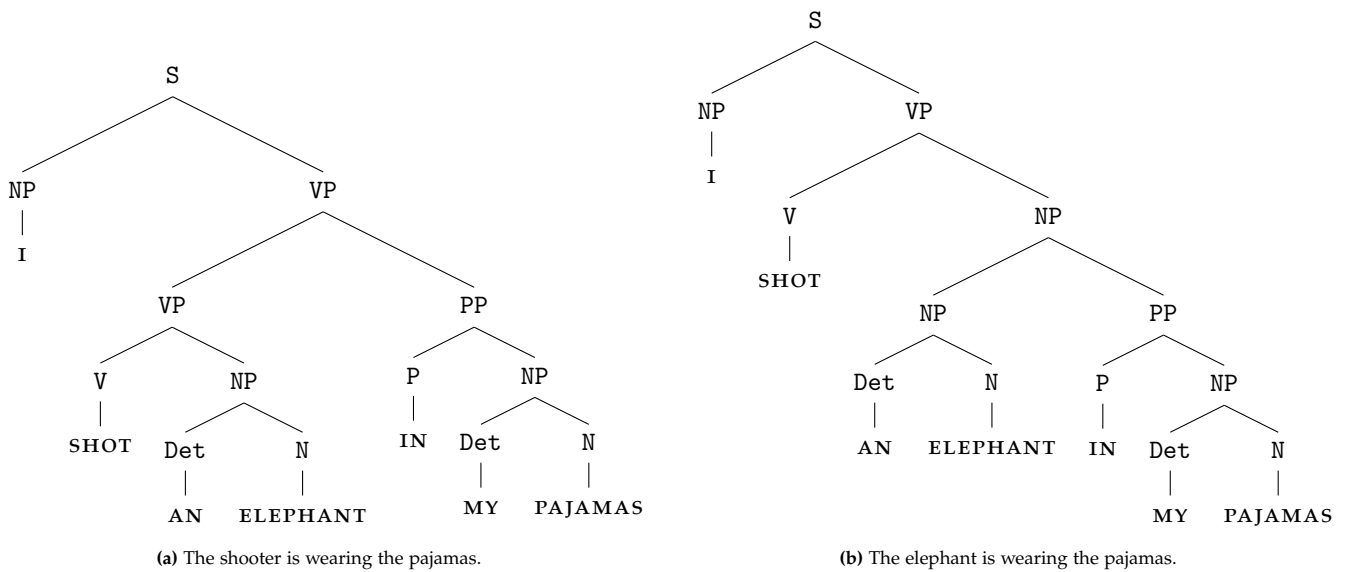 S
S
NP VP
I
NP VP
V NP
I
SHOT
VP PP
NP PP
V NP
P NP
Det N
P NP
SHOT
Det N
IN
Det N
AN ELEPHANT
IN
Det N
AN ELEPHANT
MY PAJAMAS
MY PAJAMAS
(a) The shooter is wearing the pajamas.
(b) The elephant is wearing the pajamas.